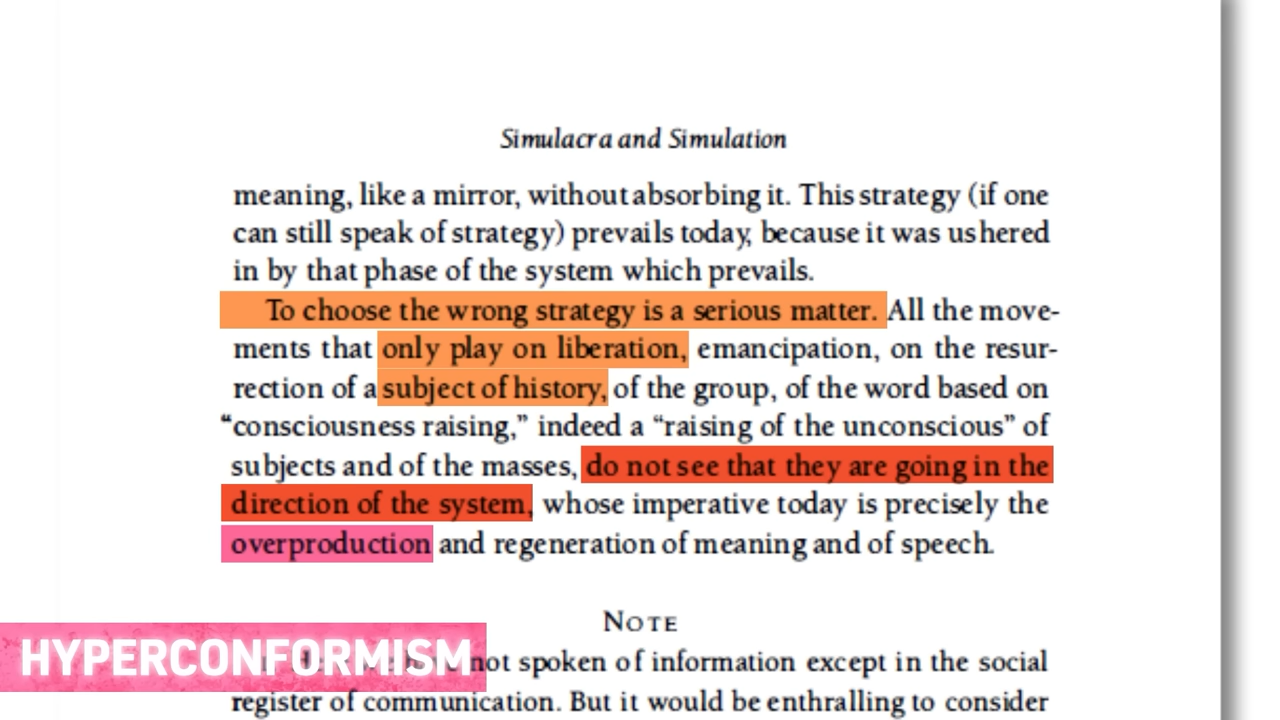 Simulacra and Simulation
meaning, like a mirror, without absorbing it. This strategy (if one
can still speak of strategy) prevails today, because it was ushered
in by that phase of the system which prevails.
To choose the wrong strategy is a serious matter. All the move-
ments that only play on liberation, emancipation, on the resur-
rection of a subject of history, of the group, of the word based on
“consciousness raising,” indeed a “raising of the unconscious” of
subjects and of the masses, do not see that they are going in the
direction of the system, whose imperative today is precisely the
overproduction and regeneration of meaning and of speech.
NOTE
not spoken of information except in the social
register of communication. But it would be enthralling to consider
HYPERCONFORMISM